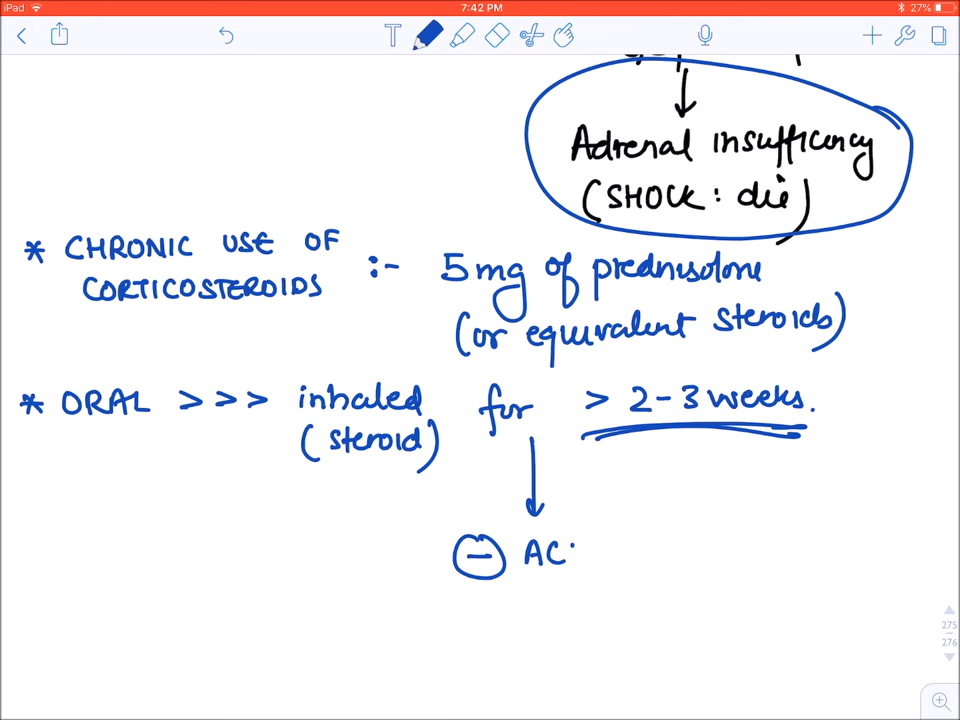 iPad
7:42 PM
27%
T
Adrenal insufficency
(SHOCK : die)
* CHRONIC USE OF
CORTICOSTEROIDS
:- 5mg of prednisolone
(or equivalent steroids)
* ORAL >>> inhaled for > 2-3 weeks.
(steroid)
- AC
275
276